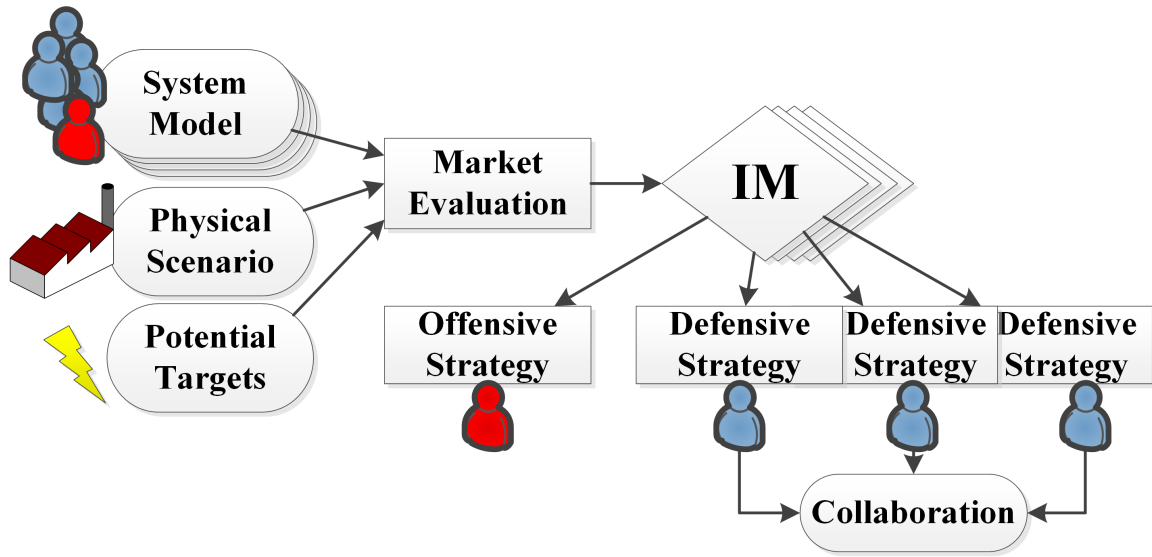 System
Model
Physical
Scenario
Potential
Targets
Market
Evaluation
IM
Offensive
Strategy
Defensive
Strategy
Defensive
Strategy
Defensive
Strategy
Collaboration